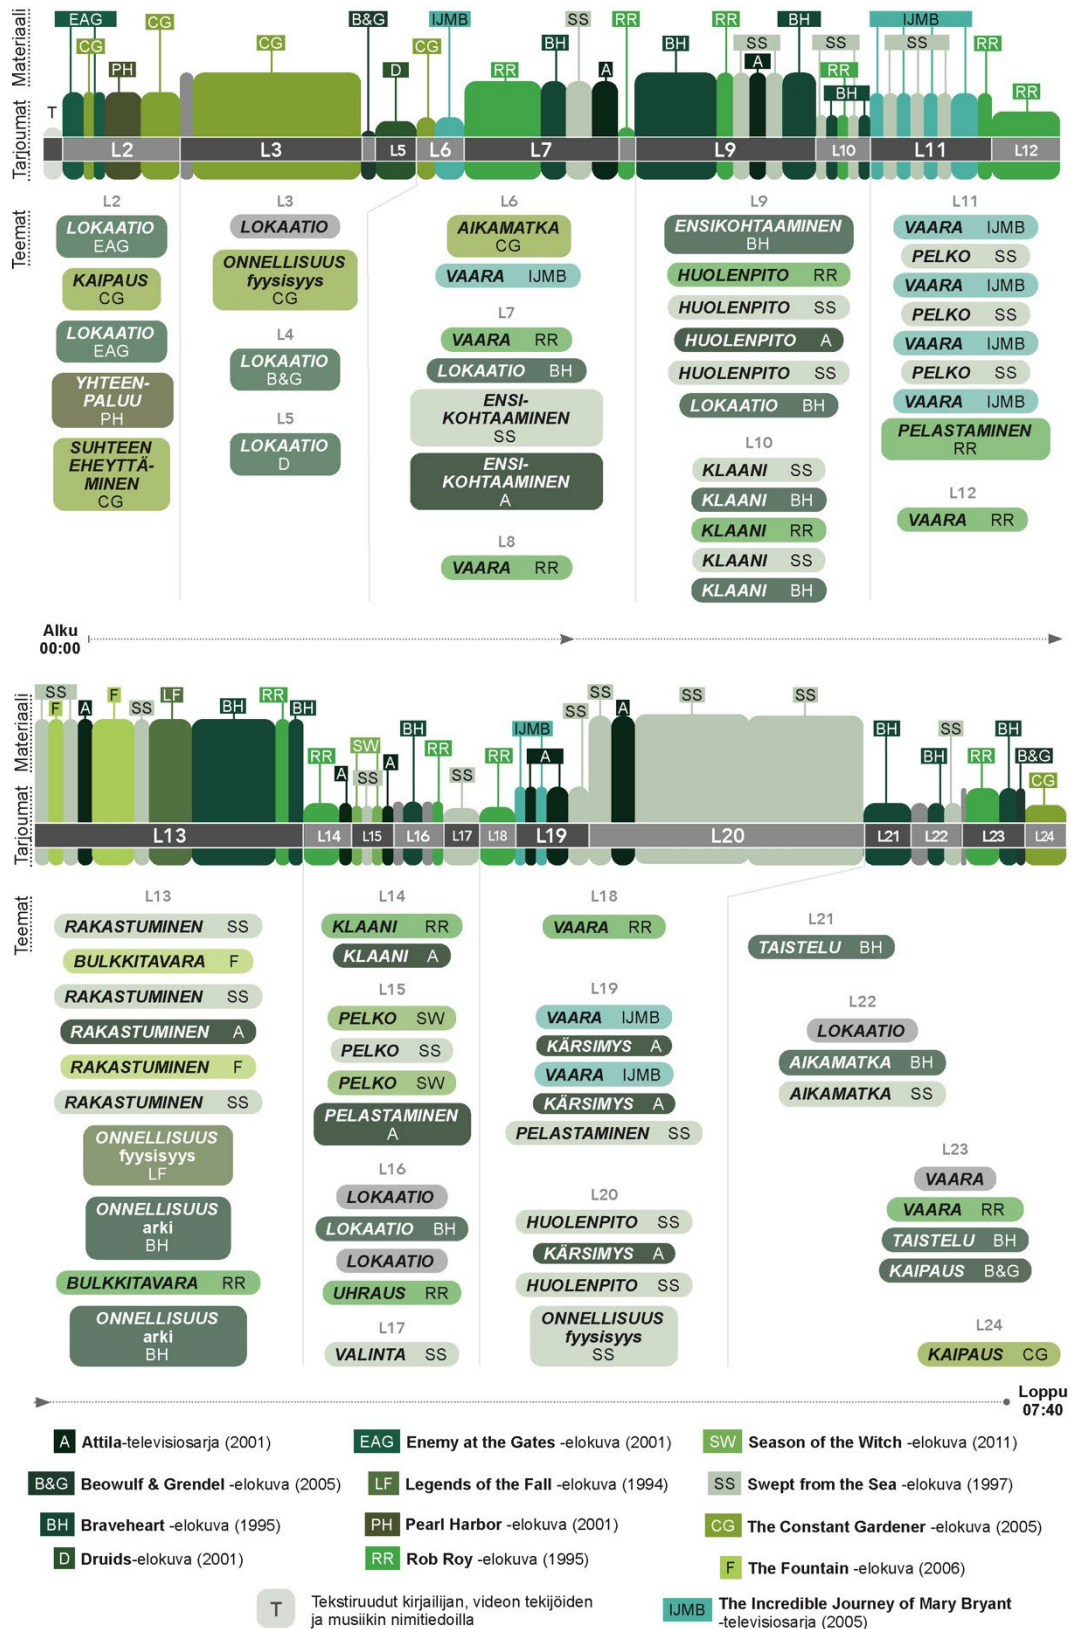 Materiaali
EAG
CG
CG
PH
CG
B&G
D
CG
IJMB
RR
BH
SS
A
RR
BH
RR
SS
A
BH
SS
RR
BH
IJMB
SS
RR
RR
T
Tarjoumat
L2
L3
L5
L6
L7
L9
L10
L11
L12
Teemat
L2
LOKAATIO
EAG
KAIPAUS
CG
LOKAATIO
EAG
YHTEEN-
PALUU
PH
SUHTEEN
EHEYTTÄ-
MINEN
CG
L3
LOKAATIO
ONNELLISUUS
fyysisyys
CG
L4
LOKAATIO
B&G
L5
LOKAATIO
D
L6
AIKAMATKA
CG
VAARA IJMB
L7
VAARA RR
LOKAATIO BH
ENSI-
KOHTAAMINEN
SS
ENSI-
KOHTAAMINEN
A
L8
VAARA RR
L9
ENSIKOHTAAMINEN
BH
HUOLENPITO RR
HUOLENPITO SS
HUOLENPITO A
HUOLENPITO SS
LOKAATIO BH
L10
KLAANI SS
KLAANI BH
KLAANI RR
KLAANI SS
KLAANI BH
L11
VAARA IJMB
PELKO SS
VAARA IJMB
PELKO SS
VAARA IJMB
PELKO SS
VAARA IJMB
PELASTAMINEN
RR
L12
VAARA RR
Alku
00:00
Materiaali
SS
F
A
F
SS
LF
BH
RR
BH
RR
A
SW
SS
A
BH
RR
SS
RR
IJMB
A
SS
SS
A
SS
SS
BH
BH
SS
RR
BH
B&G
CG
Tarjoumat
L13
L14
L15
L16
L17
L18
L19
L20
L21
L22
L23
L24
Teemat
L13
RAKASTUMINEN SS
BULKKITAVARA F
RAKASTUMINEN SS
RAKASTUMINEN A
RAKASTUMINEN F
RAKASTUMINEN SS
ONNELLISUUS
fyysisyys
LF
ONNELLISUUS
arki
BH
BULKKITAVARA RR
ONNELLISUUS
arki
BH
L14
KLAANI RR
KLAANI A
L15
PELKO SW
PELKO SS
PELKO SW
PELASTAMINEN
A
L16
LOKAATIO
LOKAATIO BH
LOKAATIO
UHRAUS RR
L17
VALINTA SS
L18
VAARA RR
L19
VAARA IJMB
KÄRSIMYS A
VAARA IJMB
KÄRSIMYS A
PELASTAMINEN SS
L20
HUOLENPITO SS
KÄRSIMYS A
HUOLENPITO SS
ONNELLISUUS
fyysisyys
SS
L21
TAISTELU BH
L22
LOKAATIO
AIKAMATKA BH
AIKAMATKA SS
L23
VAARA
VAARA RR
TAISTELU BH
KAIPAUS B&G
L24
KAIPAUS CG
Loppu
07:40
A Attila-televisiosarja (2001)
B&G Beowulf & Grendel -elokuva (2005)
BH Braveheart -elokuva (1995)
D Druids-elokuva (2001)
EAG Enemy at the Gates -elokuva (2001)
LF Legends of the Fall -elokuva (1994)
PH Pearl Harbor -elokuva (2001)
RR Rob Roy -elokuva (1995)
SW Season of the Witch -elokuva (2011)
SS Swept from the Sea -elokuva (1997)
CG The Constant Gardener -elokuva (2005)
F The Fountain -elokuva (2006)
T Tekstiruudut kirjailijan, videon tekijöiden
ja musiikin nimitiedoilla
IJMB The Incredible Journey of Mary Bryant
-televisiosarja (2005)